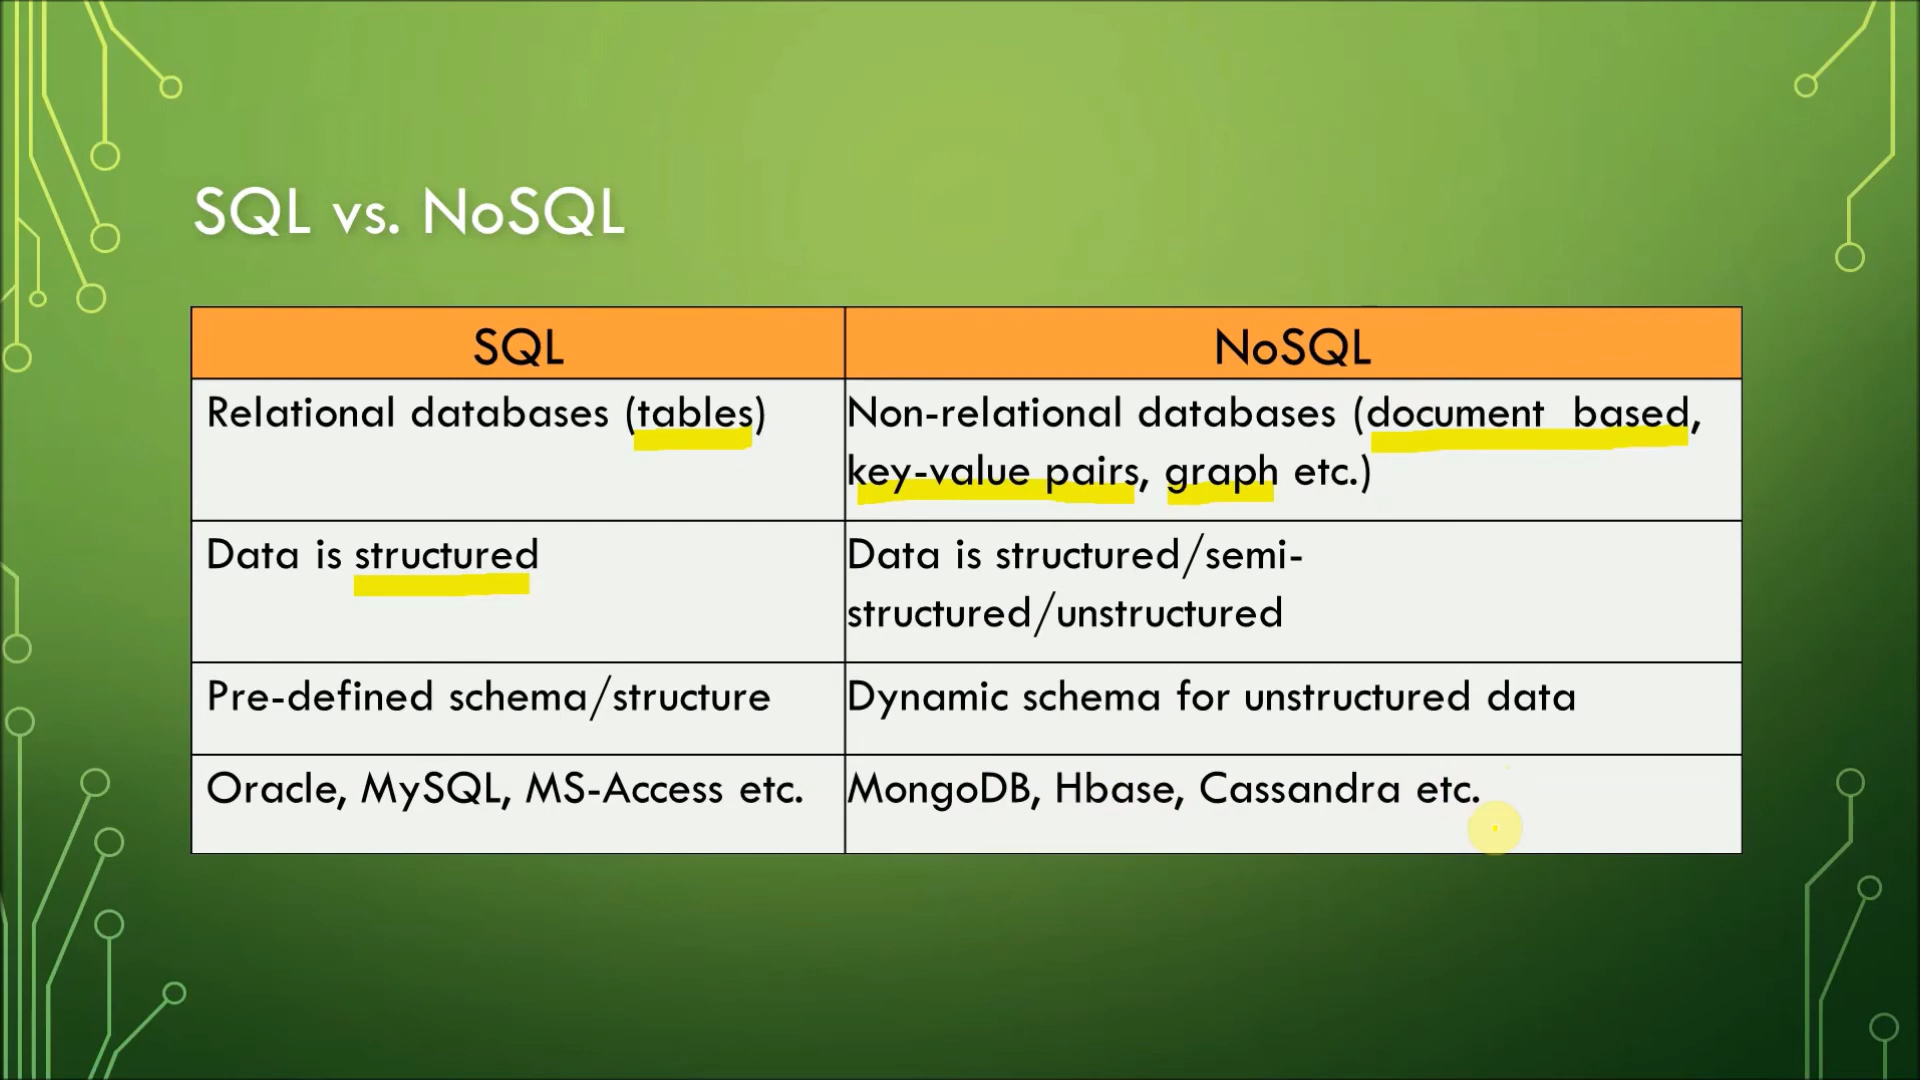 SQL vs. NoSQL
SQL
NoSQL
Relational databases (tables)
Non-relational databases (document based,
key-value pairs, graph etc.)
Data is structured
Data is structured/semi-
structured/unstructured
Pre-defined schema/structure
Dynamic schema for unstructured data
Oracle, MySQL, MS-Access etc.
MongoDB, Hbase, Cassandra etc.